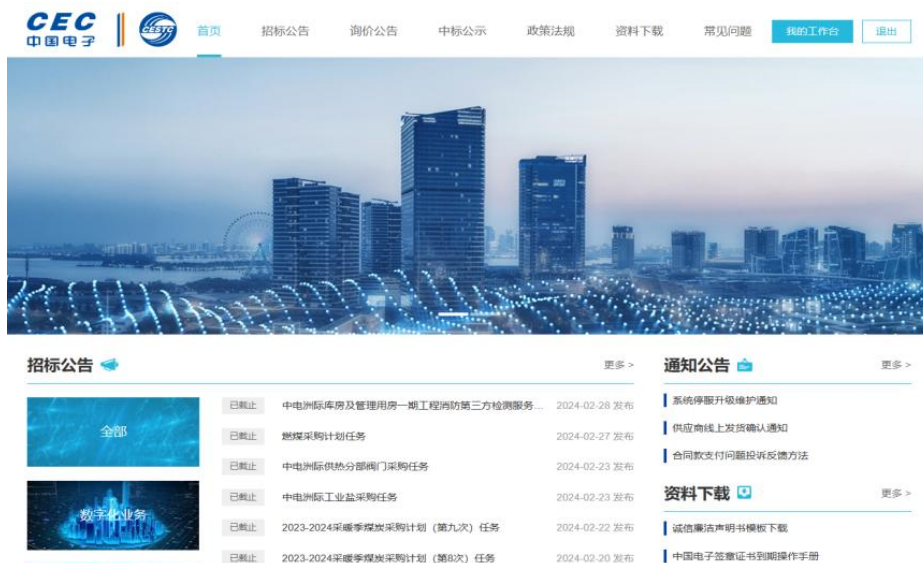 CEC
中国电子
CESTC
首页 招标公告 询价公告 中标公示 政策法规 资料下载 常见问题 我的工作台 退出
招标公告 更多 >
全部
数字化业务
已截止 中电洲际库房及管理用房一期工程消防第三方检测服务... 2024-02-28 发布
已截止 燃煤采购计划任务 2024-02-27 发布
已截止 中电洲际供热分部阀门采购任务 2024-02-23 发布
已截止 中电洲际工业盐采购任务 2024-02-23 发布
已截止 2023-2024采暖季煤炭采购计划（第九次）任务 2024-02-22 发布
已截止 2023-2024采暖季煤炭采购计划（第8次）任务 2024-02-20 发布
通知公告 更多 >
系统停服升级维护通知
供应商线上发货确认通知
合同款支付问题投诉反馈方法
资料下载 更多 >
诚信廉洁声明书模板下载
中国电子签章证书到期操作手册